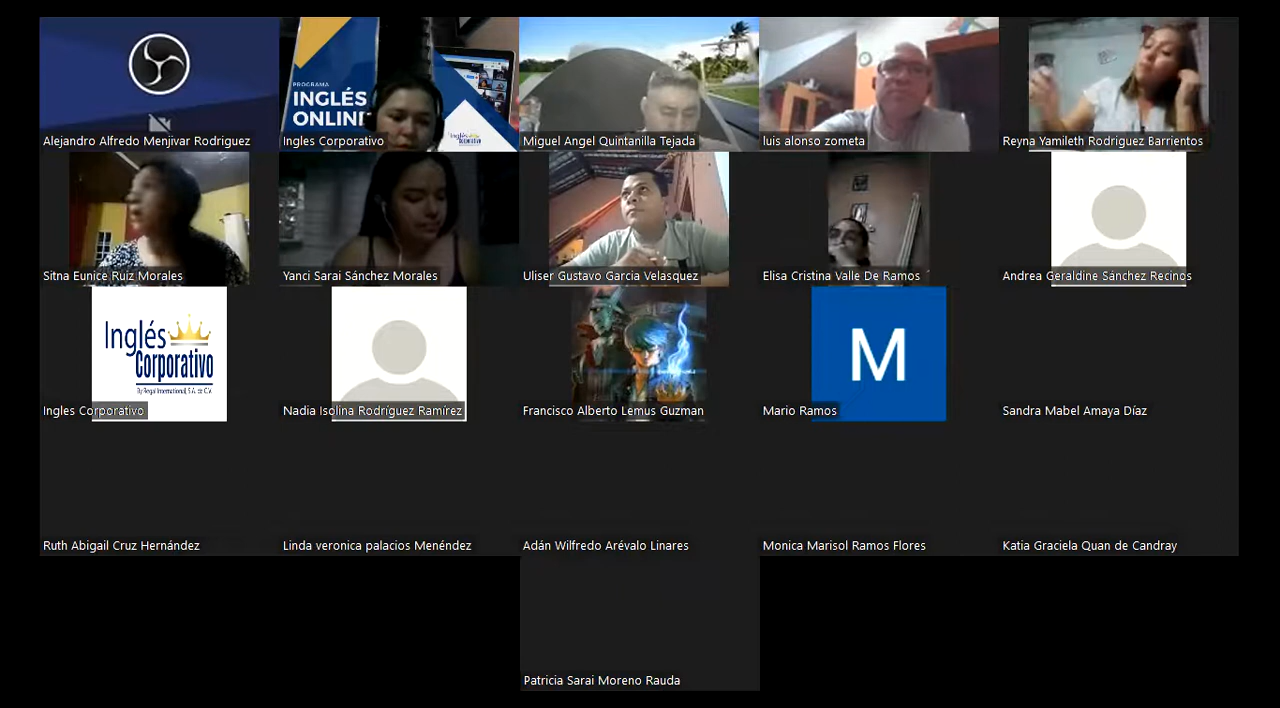 Alejandro Alfredo Menjivar Rodriguez
PROGRAMA
INGLÉS
ONLINE
Ingles Corporativo
Miguel Angel Quintanilla Tejada
luis alonso zometa
Reyna Yamileth Rodriguez Barrientos
Sitna Eunice Ruiz Morales
Yanci Sarai Sánchez Morales
Uliser Gustavo Garcia Velasquez
Elisa Cristina Valle De Ramos
Andrea Geraldine Sánchez Recinos
Inglés
Corporativo
By Regal International, S.A. de C.V.
Ingles Corporativo
Nadia Isolina Rodríguez Ramírez
Francisco Alberto Lemus Guzman
M
Mario Ramos
Sandra Mabel Amaya Díaz
Ruth Abigail Cruz Hernández
Linda veronica palacios Menéndez
Adán Wilfredo Arévalo Linares
Monica Marisol Ramos Flores
Katia Graciela Quan de Candray
Patricia Sarai Moreno Rauda